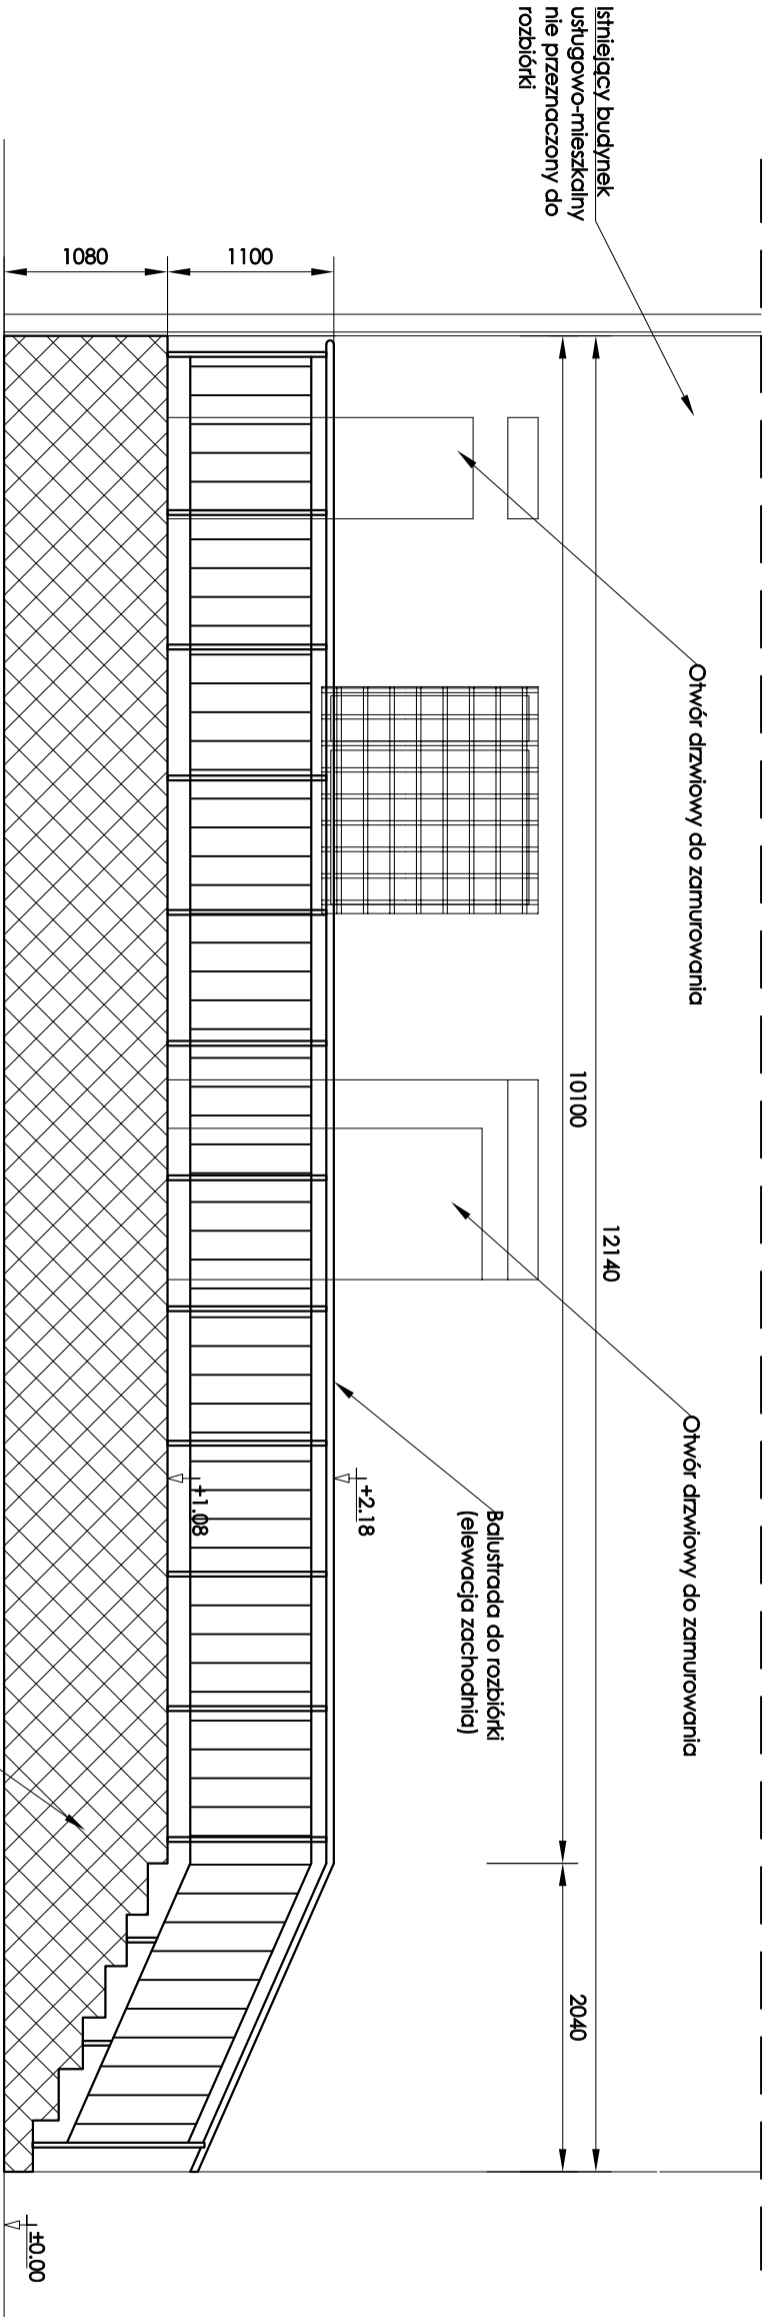 Istniejący budynek
usługowo-mieszkalny
nie przeznaczony do
rozbiórki
Otwór drzwiowy do zamurowania
Otwór drzwiowy do zamurowania
12140
10100
2040
Balustrada do rozbiórki
(elewacja zachodnia)
1100
1080
+2.18
+1.08
±0.00